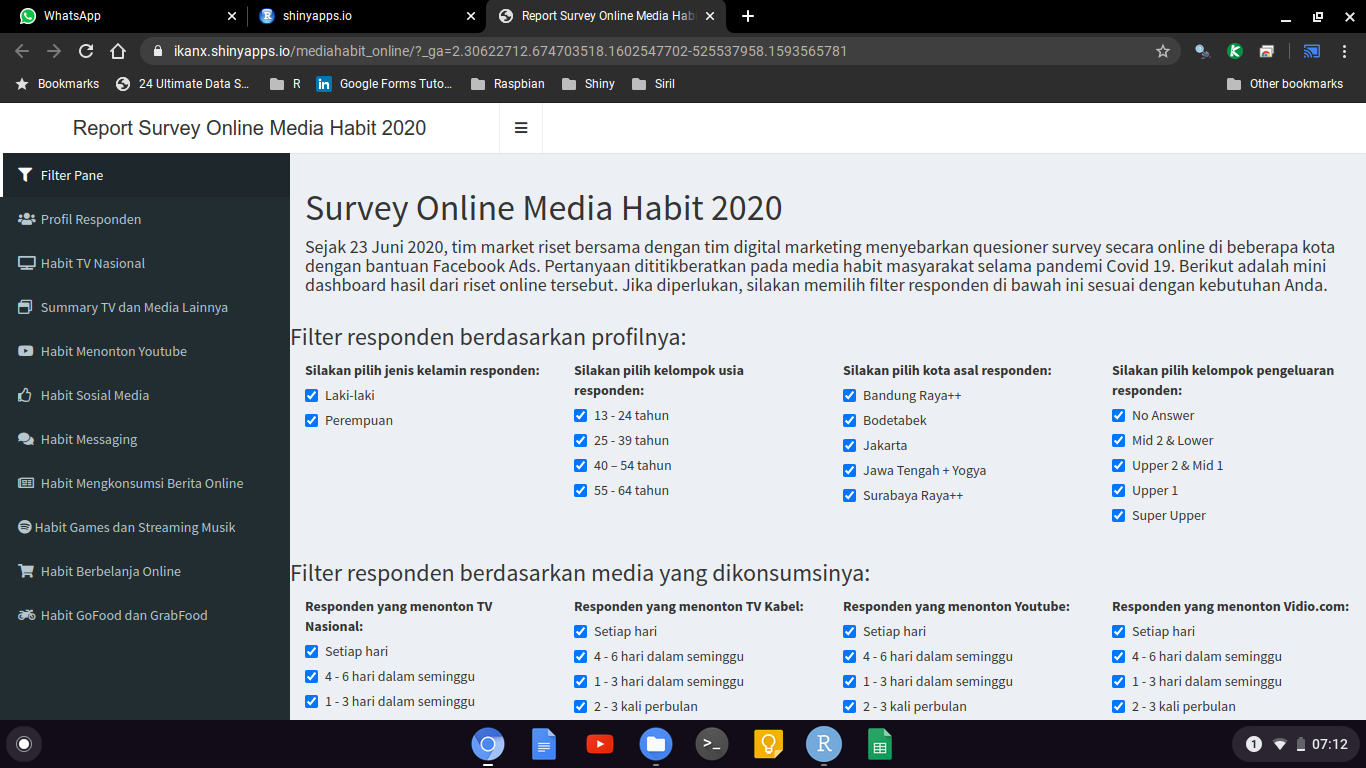 WhatsApp
shinyapps.io
Report Survey Online Media Hab
ikanx.shinyapps.io/mediahabit_online/?_ga=2.30622712.674703518.1602547702-525537958.1593565781
Bookmarks
24 Ultimate Data S...
R
Google Forms Tuto...
Raspbian
Shiny
Siril
Other bookmarks
Report Survey Online Media Habit 2020
Filter Pane
Profil Responden
Habit TV Nasional
Summary TV dan Media Lainnya
Habit Menonton Youtube
Habit Sosial Media
Habit Messaging
Habit Mengkonsumsi Berita Online
Habit Games dan Streaming Musik
Habit Berbelanja Online
Habit GoFood dan GrabFood
Survey Online Media Habit 2020
Sejak 23 Juni 2020, tim market riset bersama dengan tim digital marketing menyebarkan quesioner survey secara online di beberapa kota
dengan bantuan Facebook Ads. Pertanyaan dititikberatkan pada media habit masyarakat selama pandemi Covid 19. Berikut adalah mini
dashboard hasil dari riset online tersebut. Jika diperlukan, silakan memilih filter responden di bawah ini sesuai dengan kebutuhan Anda.
Filter responden berdasarkan profilnya:
Silakan pilih jenis kelamin responden:
Laki-laki
Perempuan
Silakan pilih kelompok usia
responden:
13 - 24 tahun
25 - 39 tahun
40 – 54 tahun
55 - 64 tahun
Silakan pilih kota asal responden:
Bandung Raya++
Bodetabek
Jakarta
Jawa Tengah + Yogya
Surabaya Raya++
Silakan pilih kelompok pengeluaran
responden:
No Answer
Mid 2 & Lower
Upper 2 & Mid 1
Upper 1
Super Upper
Filter responden berdasarkan media yang dikonsumsinya:
Responden yang menonton TV
Nasional:
Setiap hari
4 - 6 hari dalam seminggu
1 - 3 hari dalam seminggu
Responden yang menonton TV Kabel:
Setiap hari
4 - 6 hari dalam seminggu
1 - 3 hari dalam seminggu
2 - 3 kali perbulan
Responden yang menonton Youtube:
Setiap hari
4 - 6 hari dalam seminggu
1 - 3 hari dalam seminggu
2 - 3 kali perbulan
Responden yang menonton Vidio.com:
Setiap hari
4 - 6 hari dalam seminggu
1 - 3 hari dalam seminggu
2 - 3 kali perbulan
1
07:12